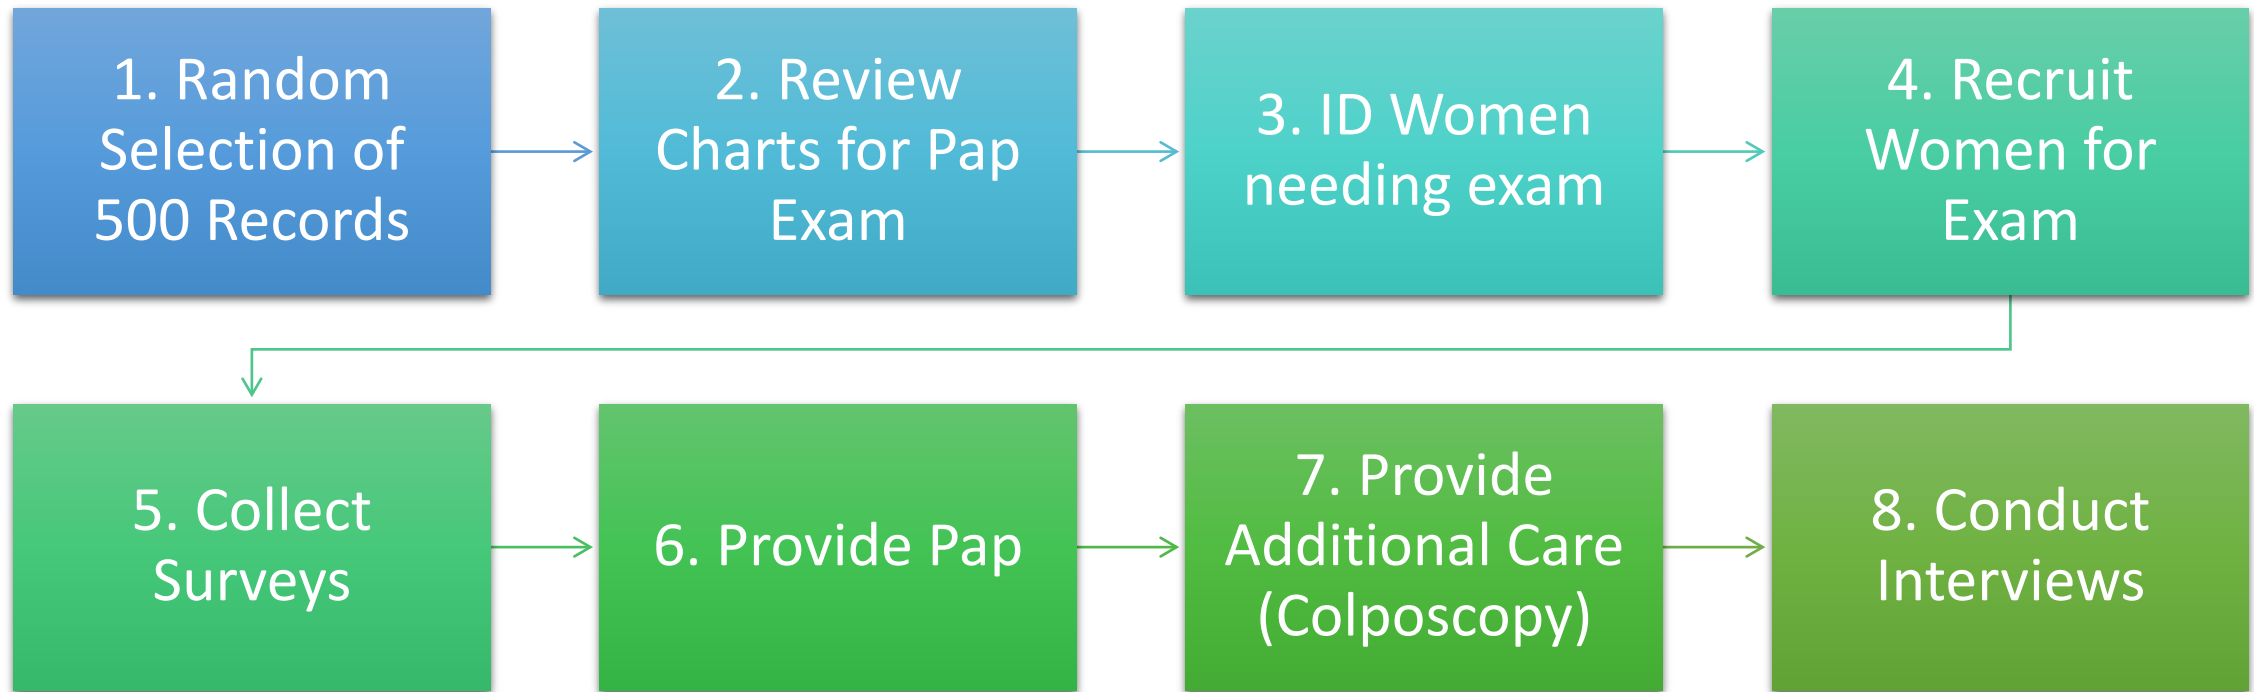 1. Random
Selection of
500 Records
2. Review
Charts for Pap
Exam
3. ID Women
needing exam
4. Recruit
Women for
Exam
5. Collect
Surveys
6. Provide Pap
7. Provide
Additional Care
(Colposcopy)
8. Conduct
Interviews